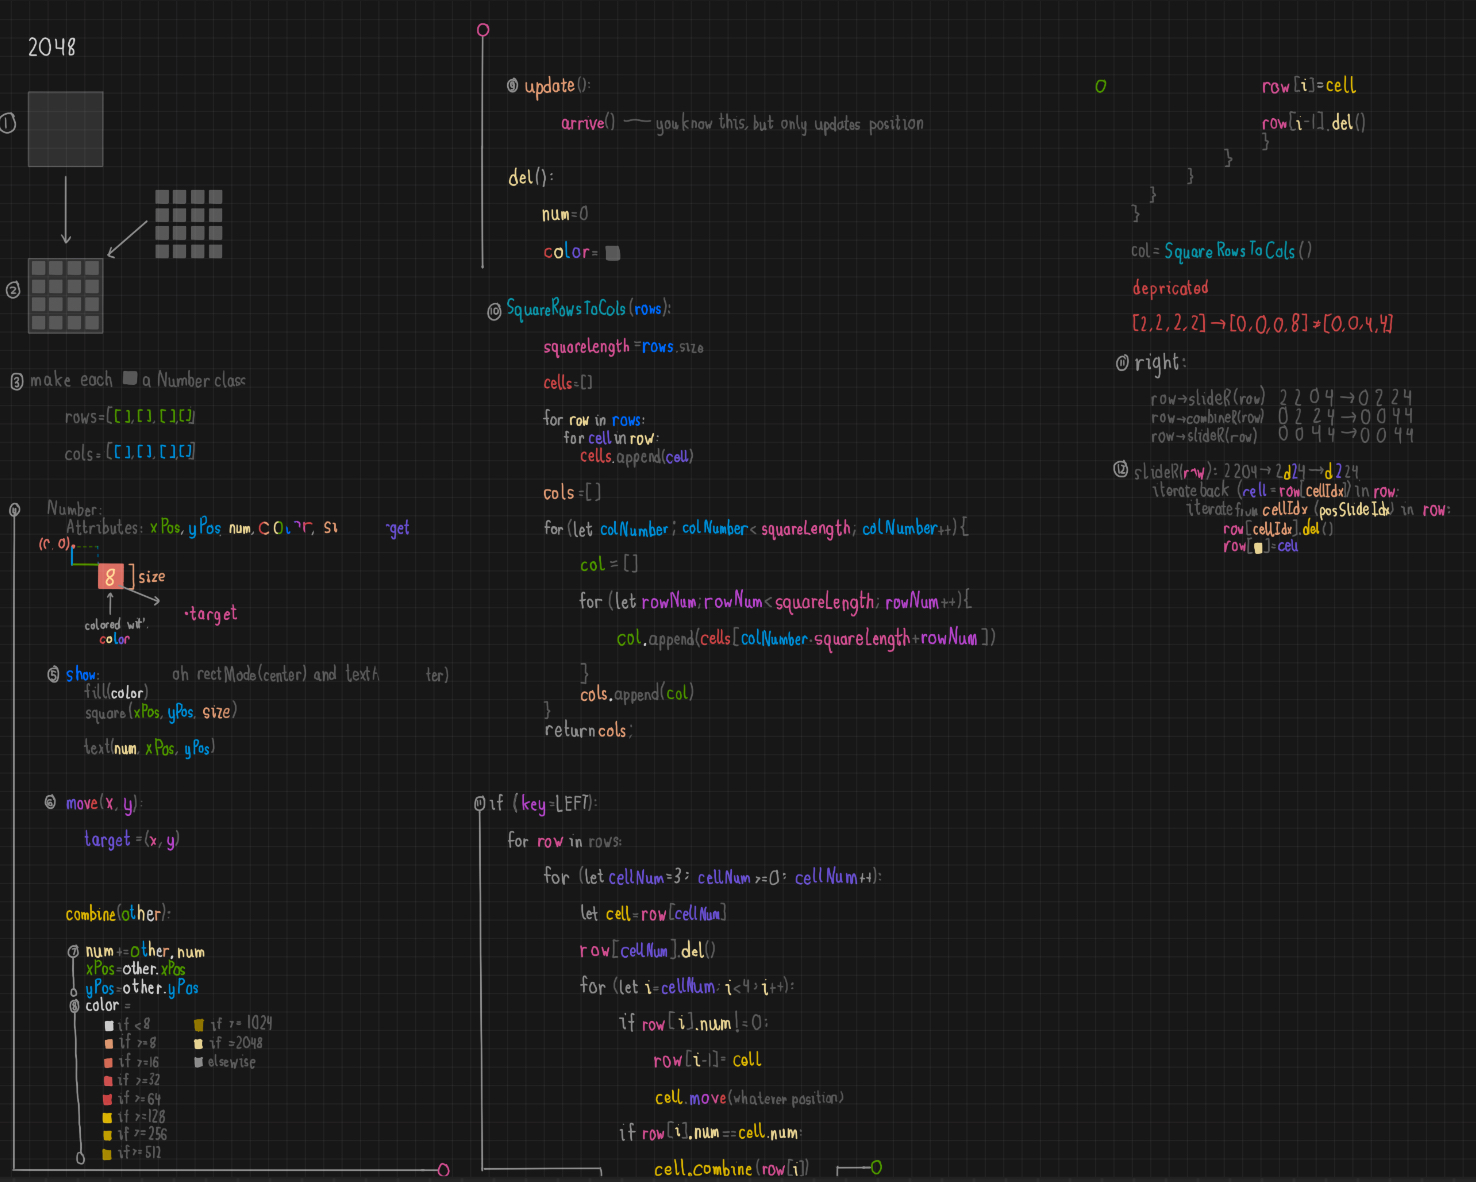 2048
①
②
③ make each a Number class
rows=[[],[],[],[]]
cols=[[],[],[],[]]
④ Number:
Attributes: xPos, yPos, num,
8 ] size
·target
colored
color
⑤ show:
oh rectMode(center) and
fill(color)
square(xPos, yPos, size)
text(num, xPos, yPos)
⑥ move(x, y):
target=(x, y)
combine(other):
⑦ num+=other.num
xPos=other.xPos
yPos=other.yPos
⑧ color =
if <8
if >=8
if >=16
if >=32
if >=64
if >=128
if >=256
if >=512
if >= 1024
if =2048
elsewise
⑨ update():
arrive() — you know this, but only updates position
del():
num=0
color=
⑩ SquareRowsToCols(rows):
squareLength=rows.size
cells=[]
for row in rows:
for cell in row:
cells.append(cell)
cols=[]
for (let colNumber; colNumber<squareLength; colNumber++){
col=[]
for (let rowNum; rowNum<squareLength; rowNum++){
col.append(cells[colNumber·squareLength+rowNum])
}
cols.append(col)
}
return cols;
⑪ if (key=LEFT):
for row in rows:
for (let cellNum=3; cellNum>=0; cellNum++):
let cell=row[cellNum]
row[cellNum].del()
for (let i=cellNum; i<4; i++):
if row[i].num!=0:
row[i-1]= cell
cell.move(whatever position)
if row[i].num==cell.num:
cell.combine(row[i])
row[i]=cell
row[i-1].del()
}
}
}
}
}
col=SquareRowsToCols()
depricated
[2,2,2,2]→[0,0,0,8]≠[0,0,4,4]
⑪ right:
row→slideR(row) 2 2 0 4 → 0 2 2 4
row→combineR(row) 0 2 2 4 → 0 0 4 4
row→slideR(row) 0 0 4 4 → 0 0 4 4
⑫ slideR(row): 2204→2d24→d224
iterate back (cell=row[cellIdx]) in row:
iterate from cellIdx (posSlideIdx) in row:
row[cellIdx].del()
row[]=cell